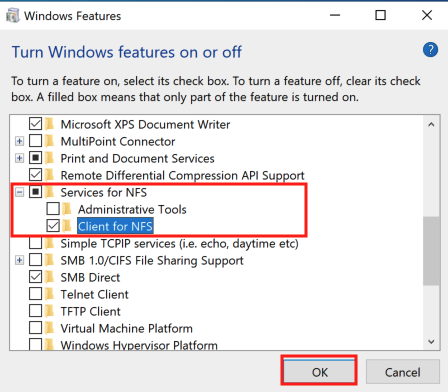 Windows Features
Turn Windows features on or off
?
To turn a feature on, select its check box. To turn a feature off, clear its check
box. A filled box means that only part of the feature is turned on.
Microsoft XPS Document Writer
MultiPoint Connector
Print and Document Services
Remote Differential Compression API Support
Services for NFS
Administrative Tools
Client for NFS
Simple TCPIP services (i.e. echo, daytime etc)
SMB 1.0/CIFS File Sharing Support
SMB Direct
Telnet Client
TFTP Client
Virtual Machine Platform
Windows Hypervisor Platform
OK
Cancel